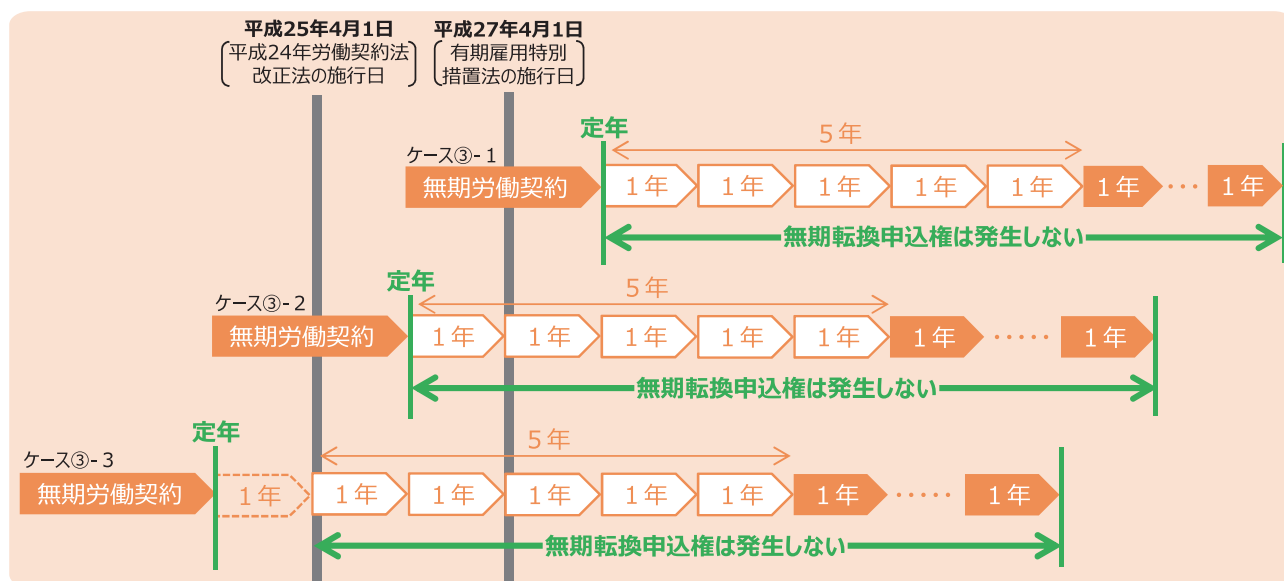 平成25年4月1日
平成24年労働契約法
改正法の施行日
平成27年4月1日
有期雇用特別
措置法の施行日
定年
5年
ケース③-1
無期労働契約
1年
1年
1年
1年
1年
1年
・・・
1年
無期転換申込権は発生しない
定年
5年
ケース③-2
無期労働契約
1年
1年
1年
1年
1年
1年
・・・・・
1年
無期転換申込権は発生しない
定年
5年
ケース③-3
無期労働契約
1年
1年
1年
1年
1年
1年
1年
・・・・・
1年
無期転換申込権は発生しない